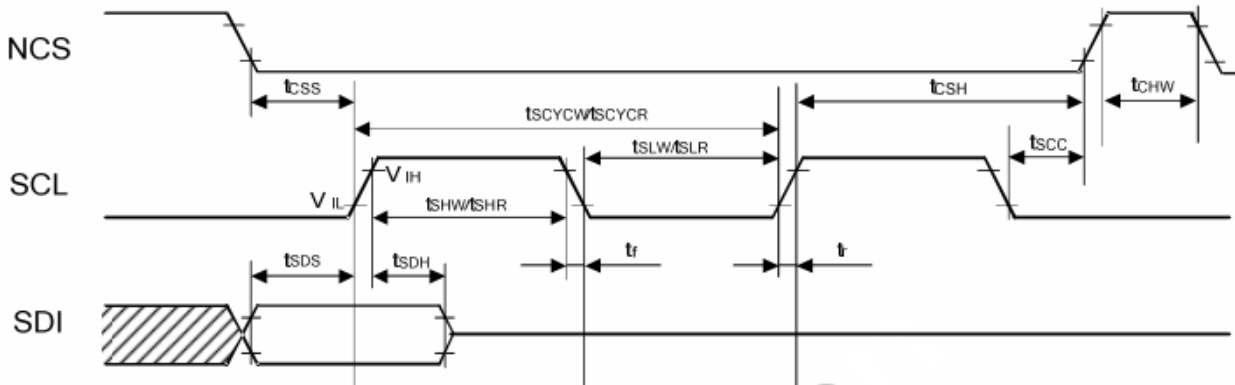 NCS
tCSS
tCSH
tCHW
tSCYCW/tSCYCR
tSLW/tSLR
tSCC
SCL
VIL
VIH
tSHW/tSHR
tSDS
tSDH
tf
tr
SDI